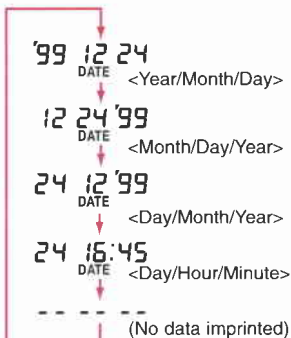 '99 12 24
DATE
<Year/Month/Day>
12 24 '99
DATE
<Month/Day/Year>
24 12 '99
DATE
<Day/Month/Year>
24 16:45
DATE
<Day/Hour/Minute>
-- -- --
(No data imprinted)